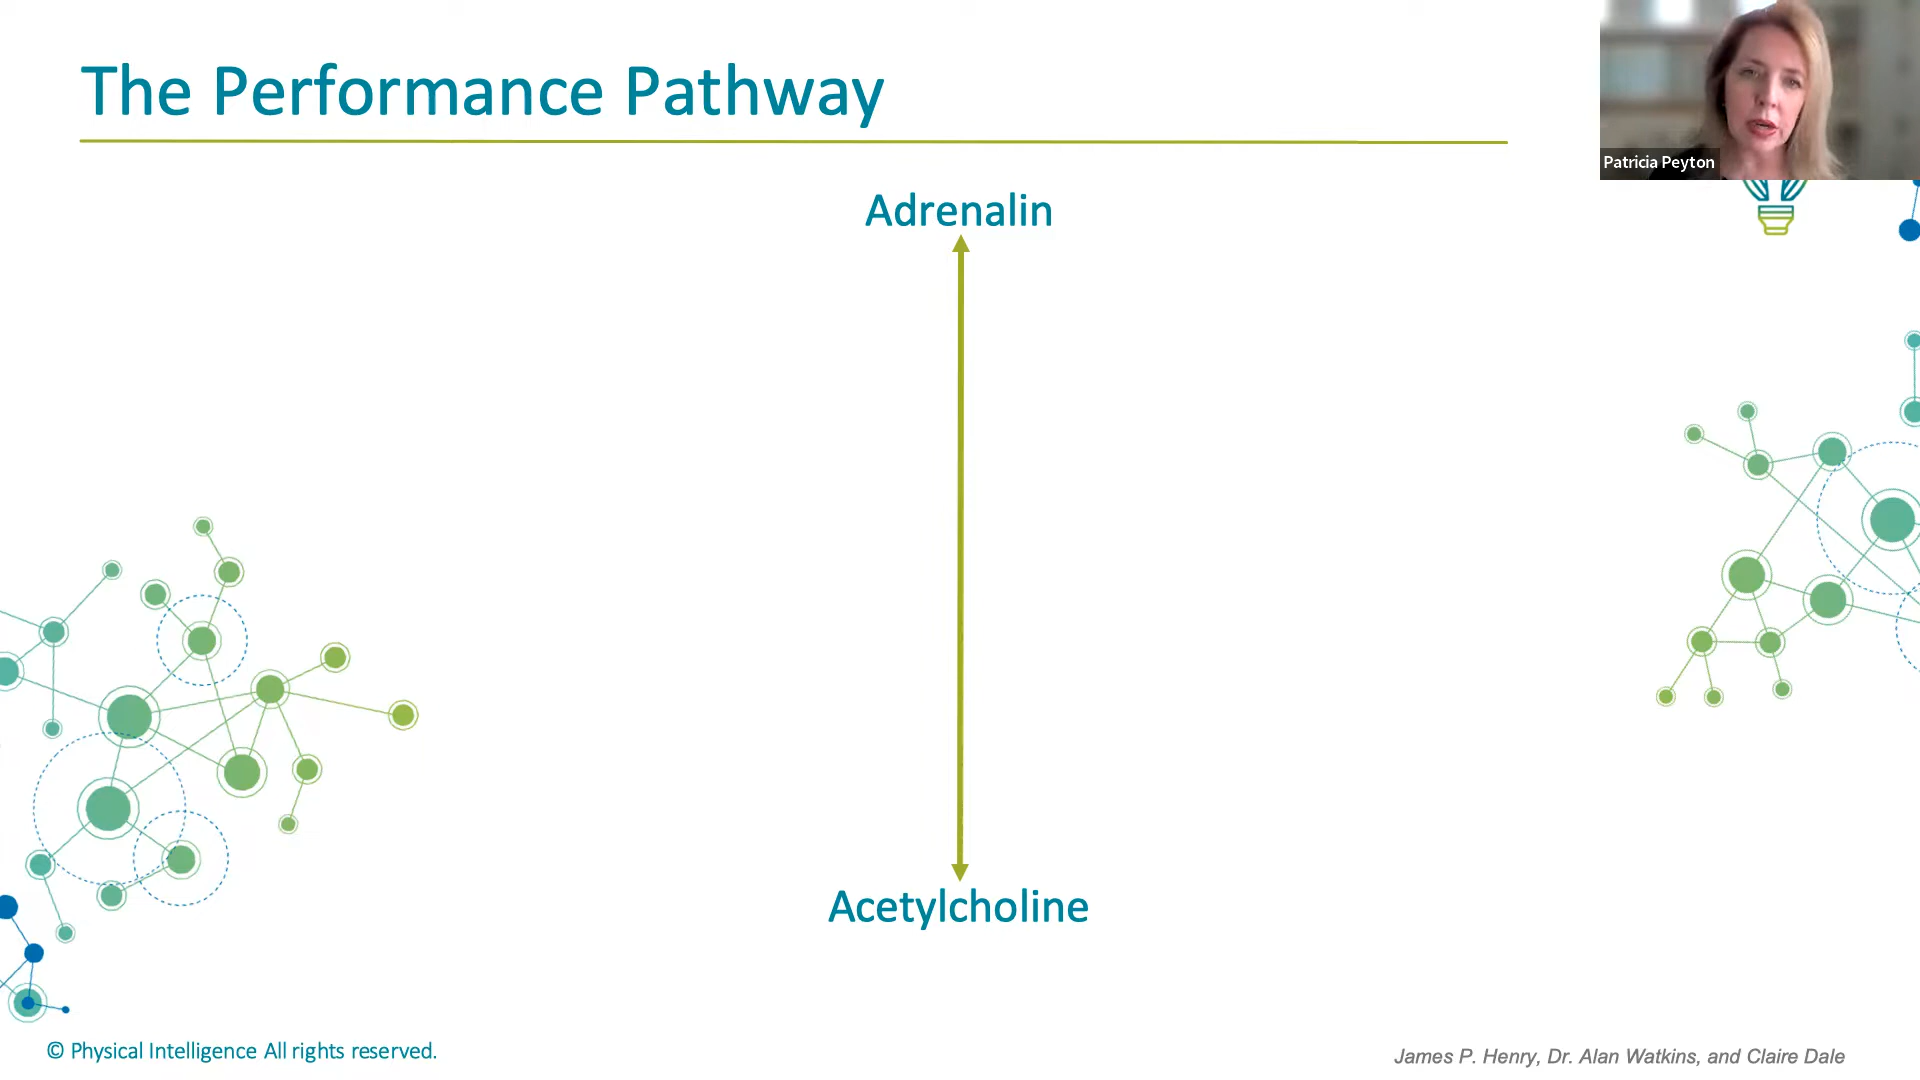 The Performance Pathway
Patricia Peyton
Adrenalin
Acetylcholine
© Physical Intelligence All rights reserved.
James P. Henry, Dr. Alan Watkins, and Claire Dale